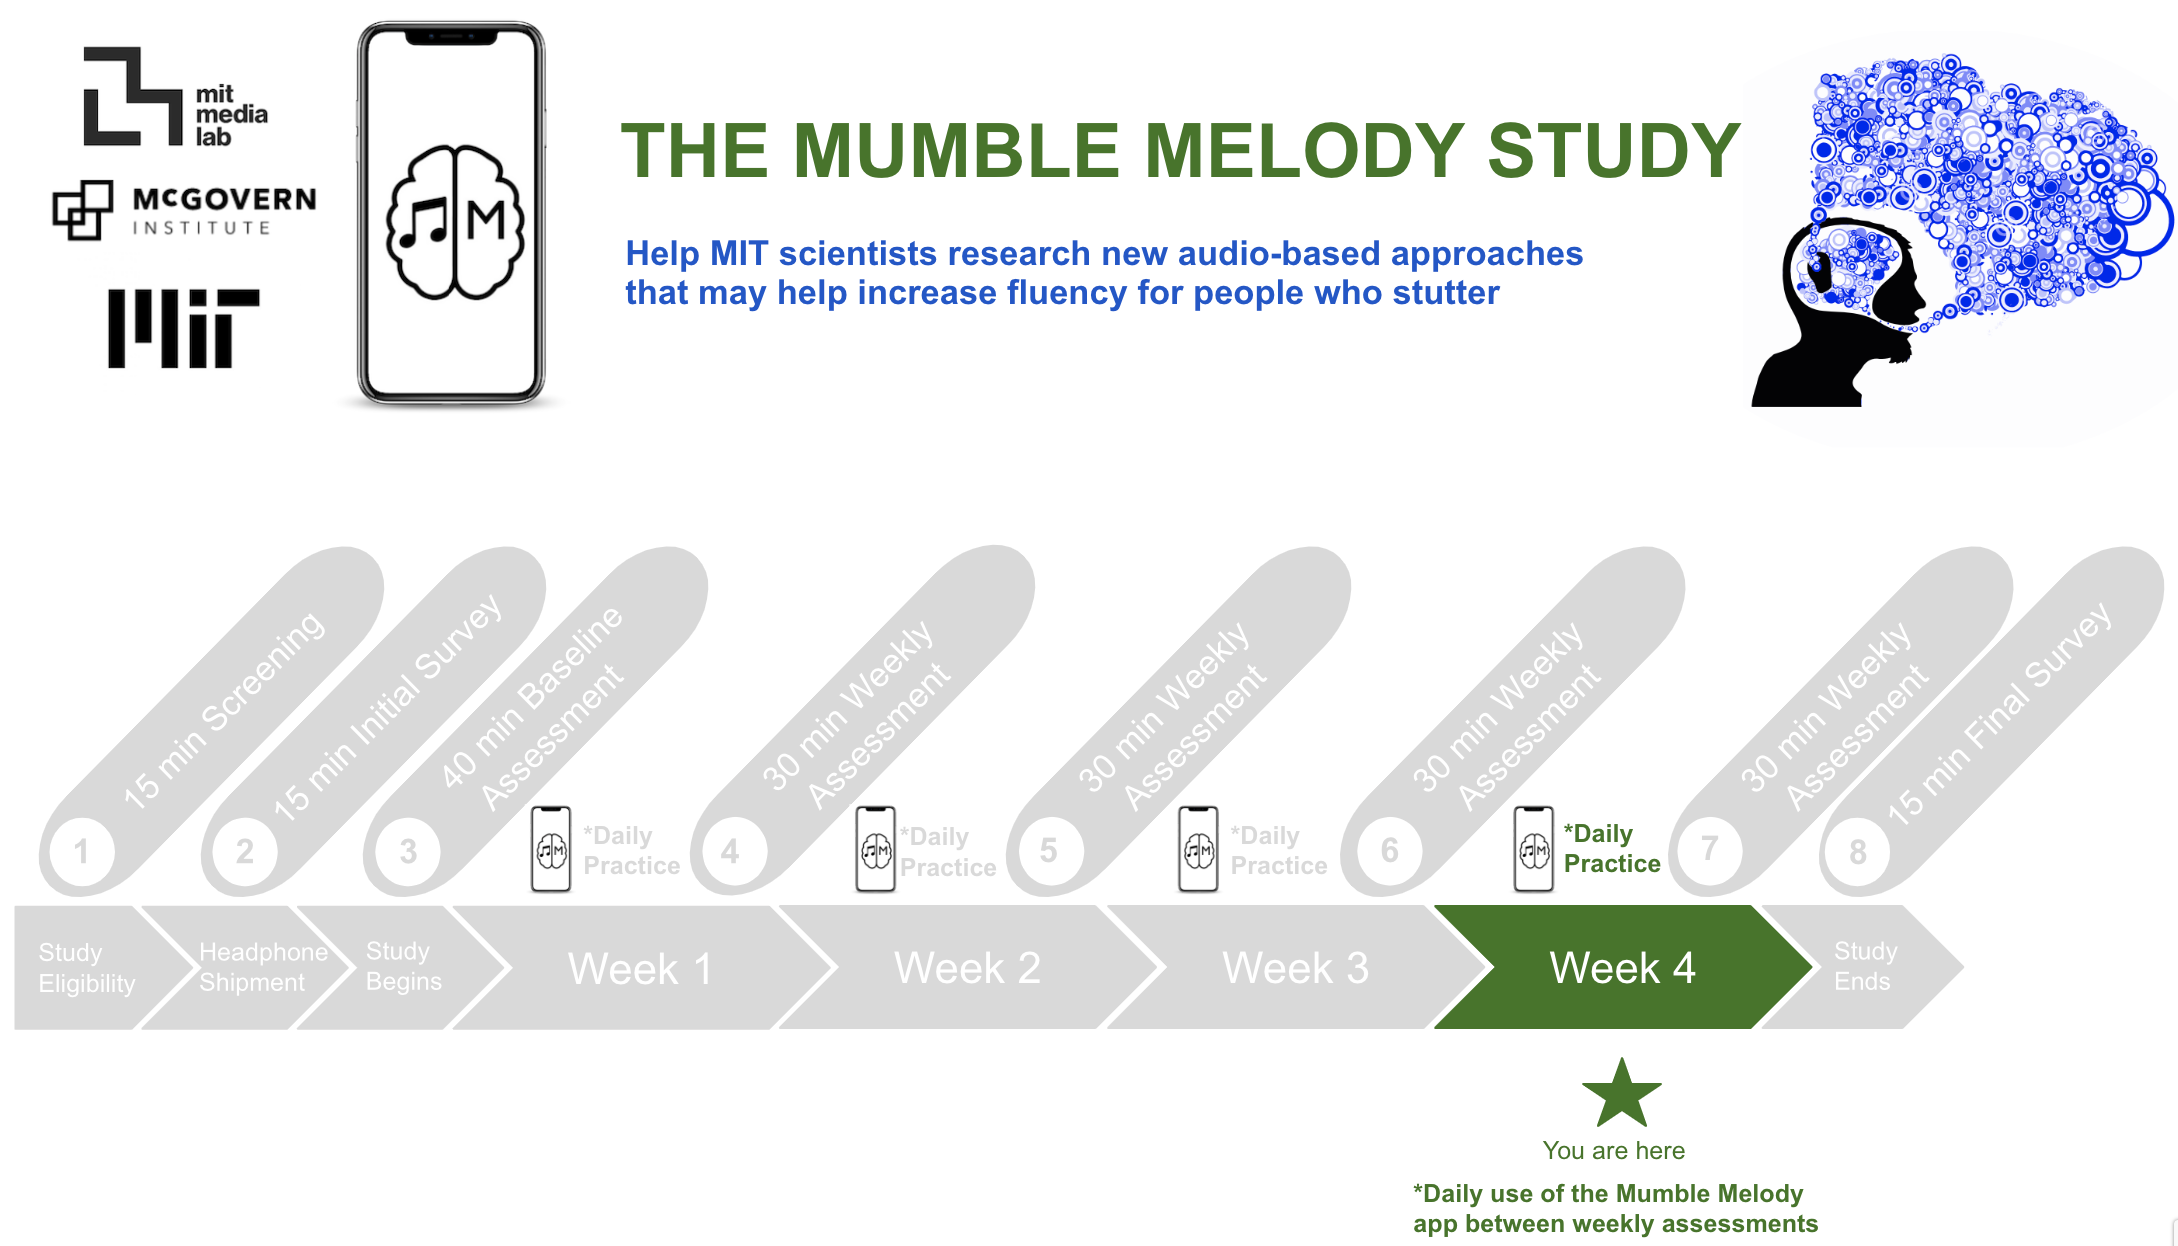 mit
media
lab
McGOVERN
INSTITUTE
MIT
M
THE MUMBLE MELODY STUDY
Help MIT scientists research new audio-based approaches
that may help increase fluency for people who stutter
1
15 min Screening
2
15 min Initial Survey
3
40 min Baseline
Assessment
M
*Daily
Practice
4
30 min Weekly
Assessment
M
*Daily
Practice
5
30 min Weekly
Assessment
M
*Daily
Practice
6
30 min Weekly
Assessment
M
*Daily
Practice
7
30 min Weekly
Assessment
8
15 min Final Survey
Study
Eligibility
Headphone
Shipment
Study
Begins
Week 1
Week 2
Week 3
Week 4
Study
Ends
You are here
*Daily use of the Mumble Melody
app between weekly assessments